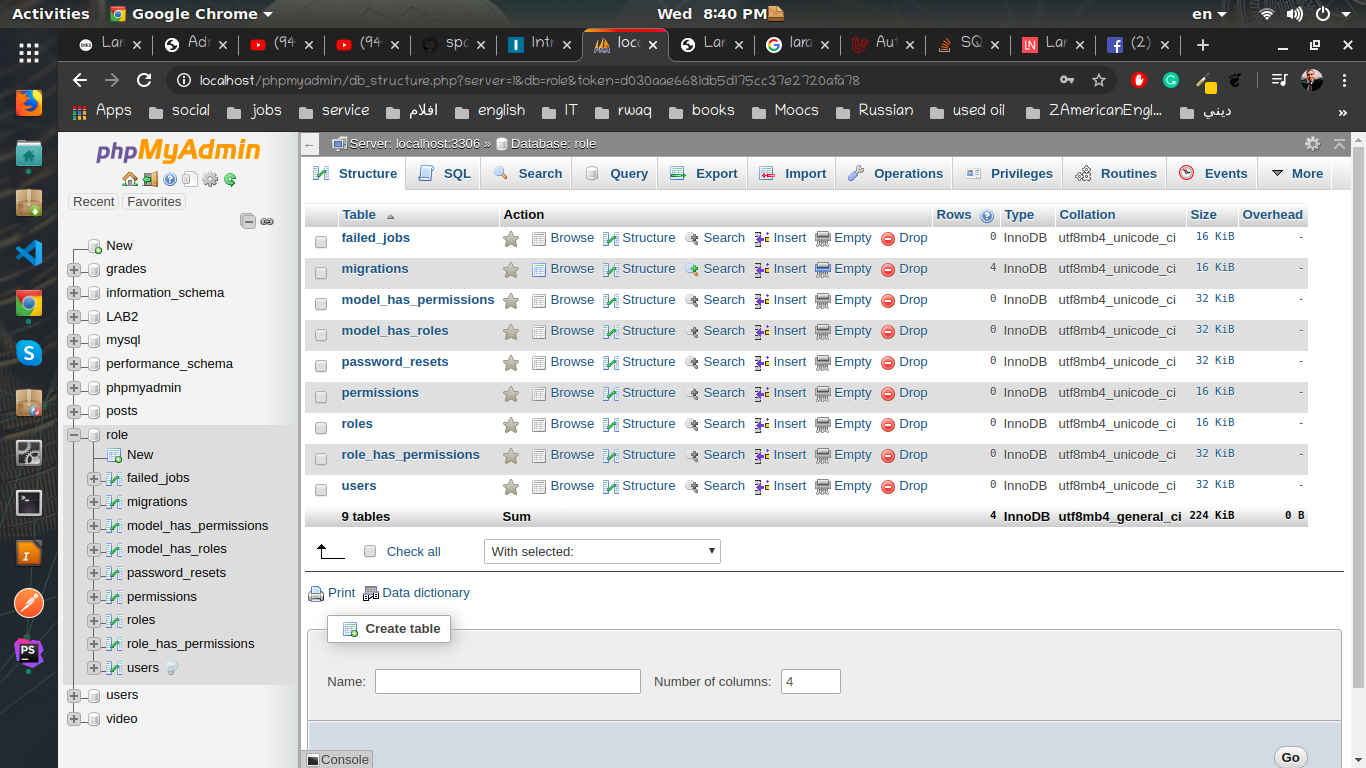 Activities Google Chrome Wed 8:40 PM en
Lar Adv (94 (94 spa Intr loca Lara lara Aut SQ Lar (2)
localhost/phpmyadmin/db_structure.php?server=1&db=role&token=d030aae6681db5d175cc37e2720afa78
Apps social jobs service افلام english IT rwaq books Moocs Russian used oil ZAmericanEngl... ديني »
phpMyAdmin
Recent Favorites
New
grades
information_schema
LAB2
mysql
performance_schema
phpmyadmin
posts
role
New
failed_jobs
migrations
model_has_permissions
model_has_roles
password_resets
permissions
roles
role_has_permissions
users
users
video
Server: localhost:3306 » Database: role
Structure SQL Search Query Export Import Operations Privileges Routines Events More
Table Action Rows Type Collation Size Overhead
failed_jobs Browse Structure Search Insert Empty Drop 0 InnoDB utf8mb4_unicode_ci 16 KiB -
migrations Browse Structure Search Insert Empty Drop 4 InnoDB utf8mb4_unicode_ci 16 KiB -
model_has_permissions Browse Structure Search Insert Empty Drop 0 InnoDB utf8mb4_unicode_ci 32 KiB -
model_has_roles Browse Structure Search Insert Empty Drop 0 InnoDB utf8mb4_unicode_ci 32 KiB -
password_resets Browse Structure Search Insert Empty Drop 0 InnoDB utf8mb4_unicode_ci 32 KiB -
permissions Browse Structure Search Insert Empty Drop 0 InnoDB utf8mb4_unicode_ci 16 KiB -
roles Browse Structure Search Insert Empty Drop 0 InnoDB utf8mb4_unicode_ci 16 KiB -
role_has_permissions Browse Structure Search Insert Empty Drop 0 InnoDB utf8mb4_unicode_ci 32 KiB -
users Browse Structure Search Insert Empty Drop 0 InnoDB utf8mb4_unicode_ci 32 KiB -
9 tables Sum 4 InnoDB utf8mb4_general_ci 224 KiB 0 B
Check all With selected:
Print Data dictionary
Create table
Name: Number of columns: 4
Go
Console